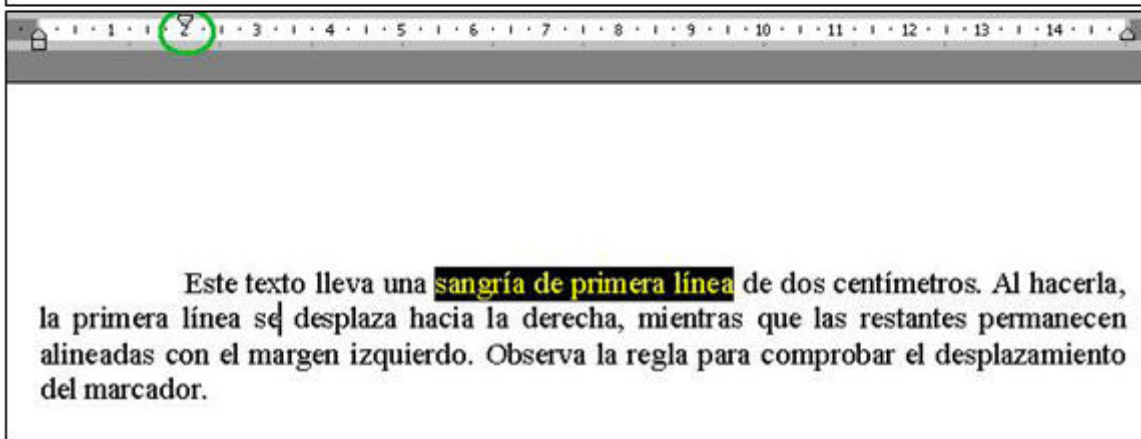 1 2 3 4 5 6 7 8 9 10 11 12 13 14
Este texto lleva una sangría de primera línea de dos centímetros. Al hacerla,
la primera línea se desplaza hacia la derecha, mientras que las restantes permanecen
alineadas con el margen izquierdo. Observa la regla para comprobar el desplazamiento
del marcador.